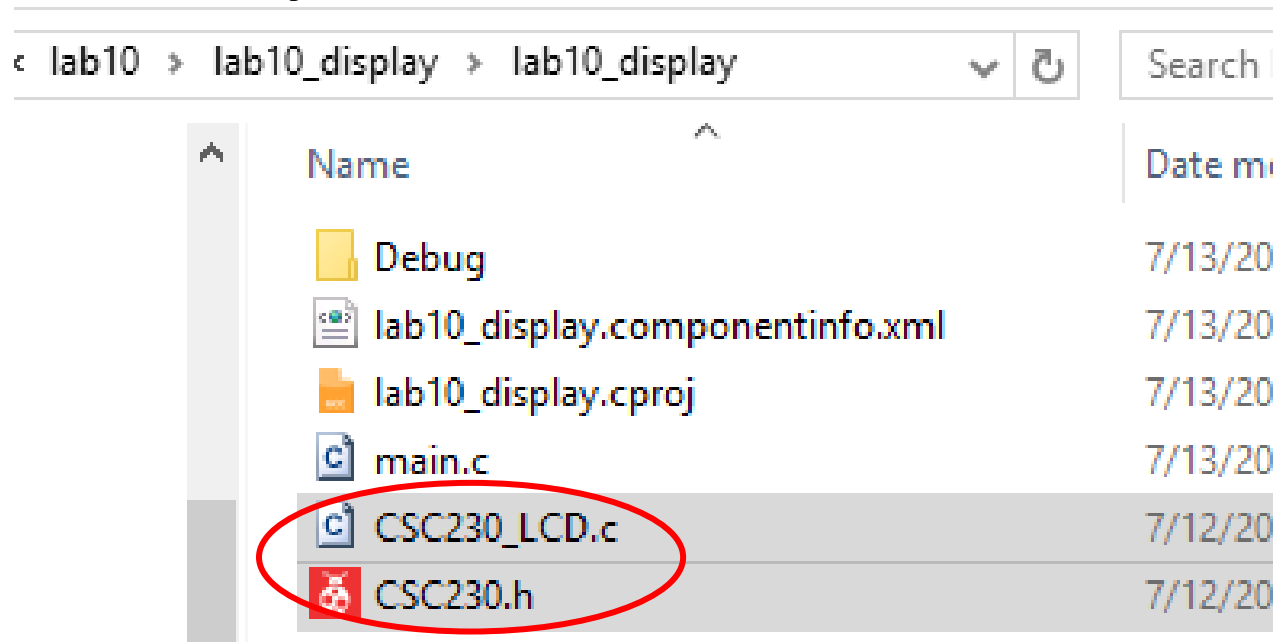 lab10 > lab10_display > lab10_display Search
Name Date m
Debug 7/13/20
lab10_display.componentinfo.xml 7/13/20
lab10_display.cproj 7/13/20
main.c 7/13/20
CSC230_LCD.c 7/12/20
CSC230.h 7/12/20